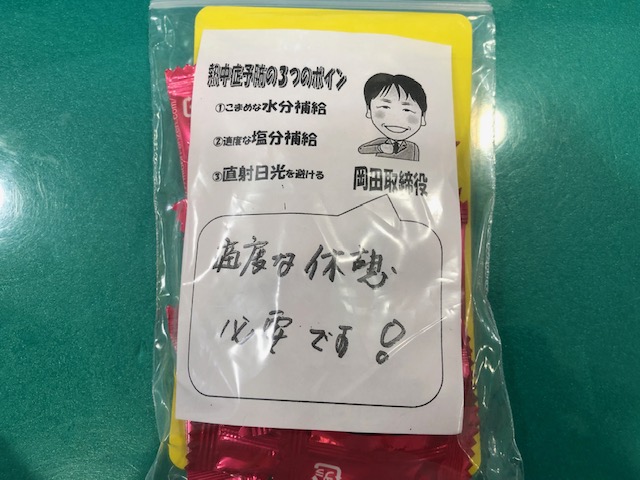 熱中症予防の3つのポイン
①こまめな水分補給
②適度な塩分補給
③直射日光を避ける
岡田取締役
適度な休憩
必要です!